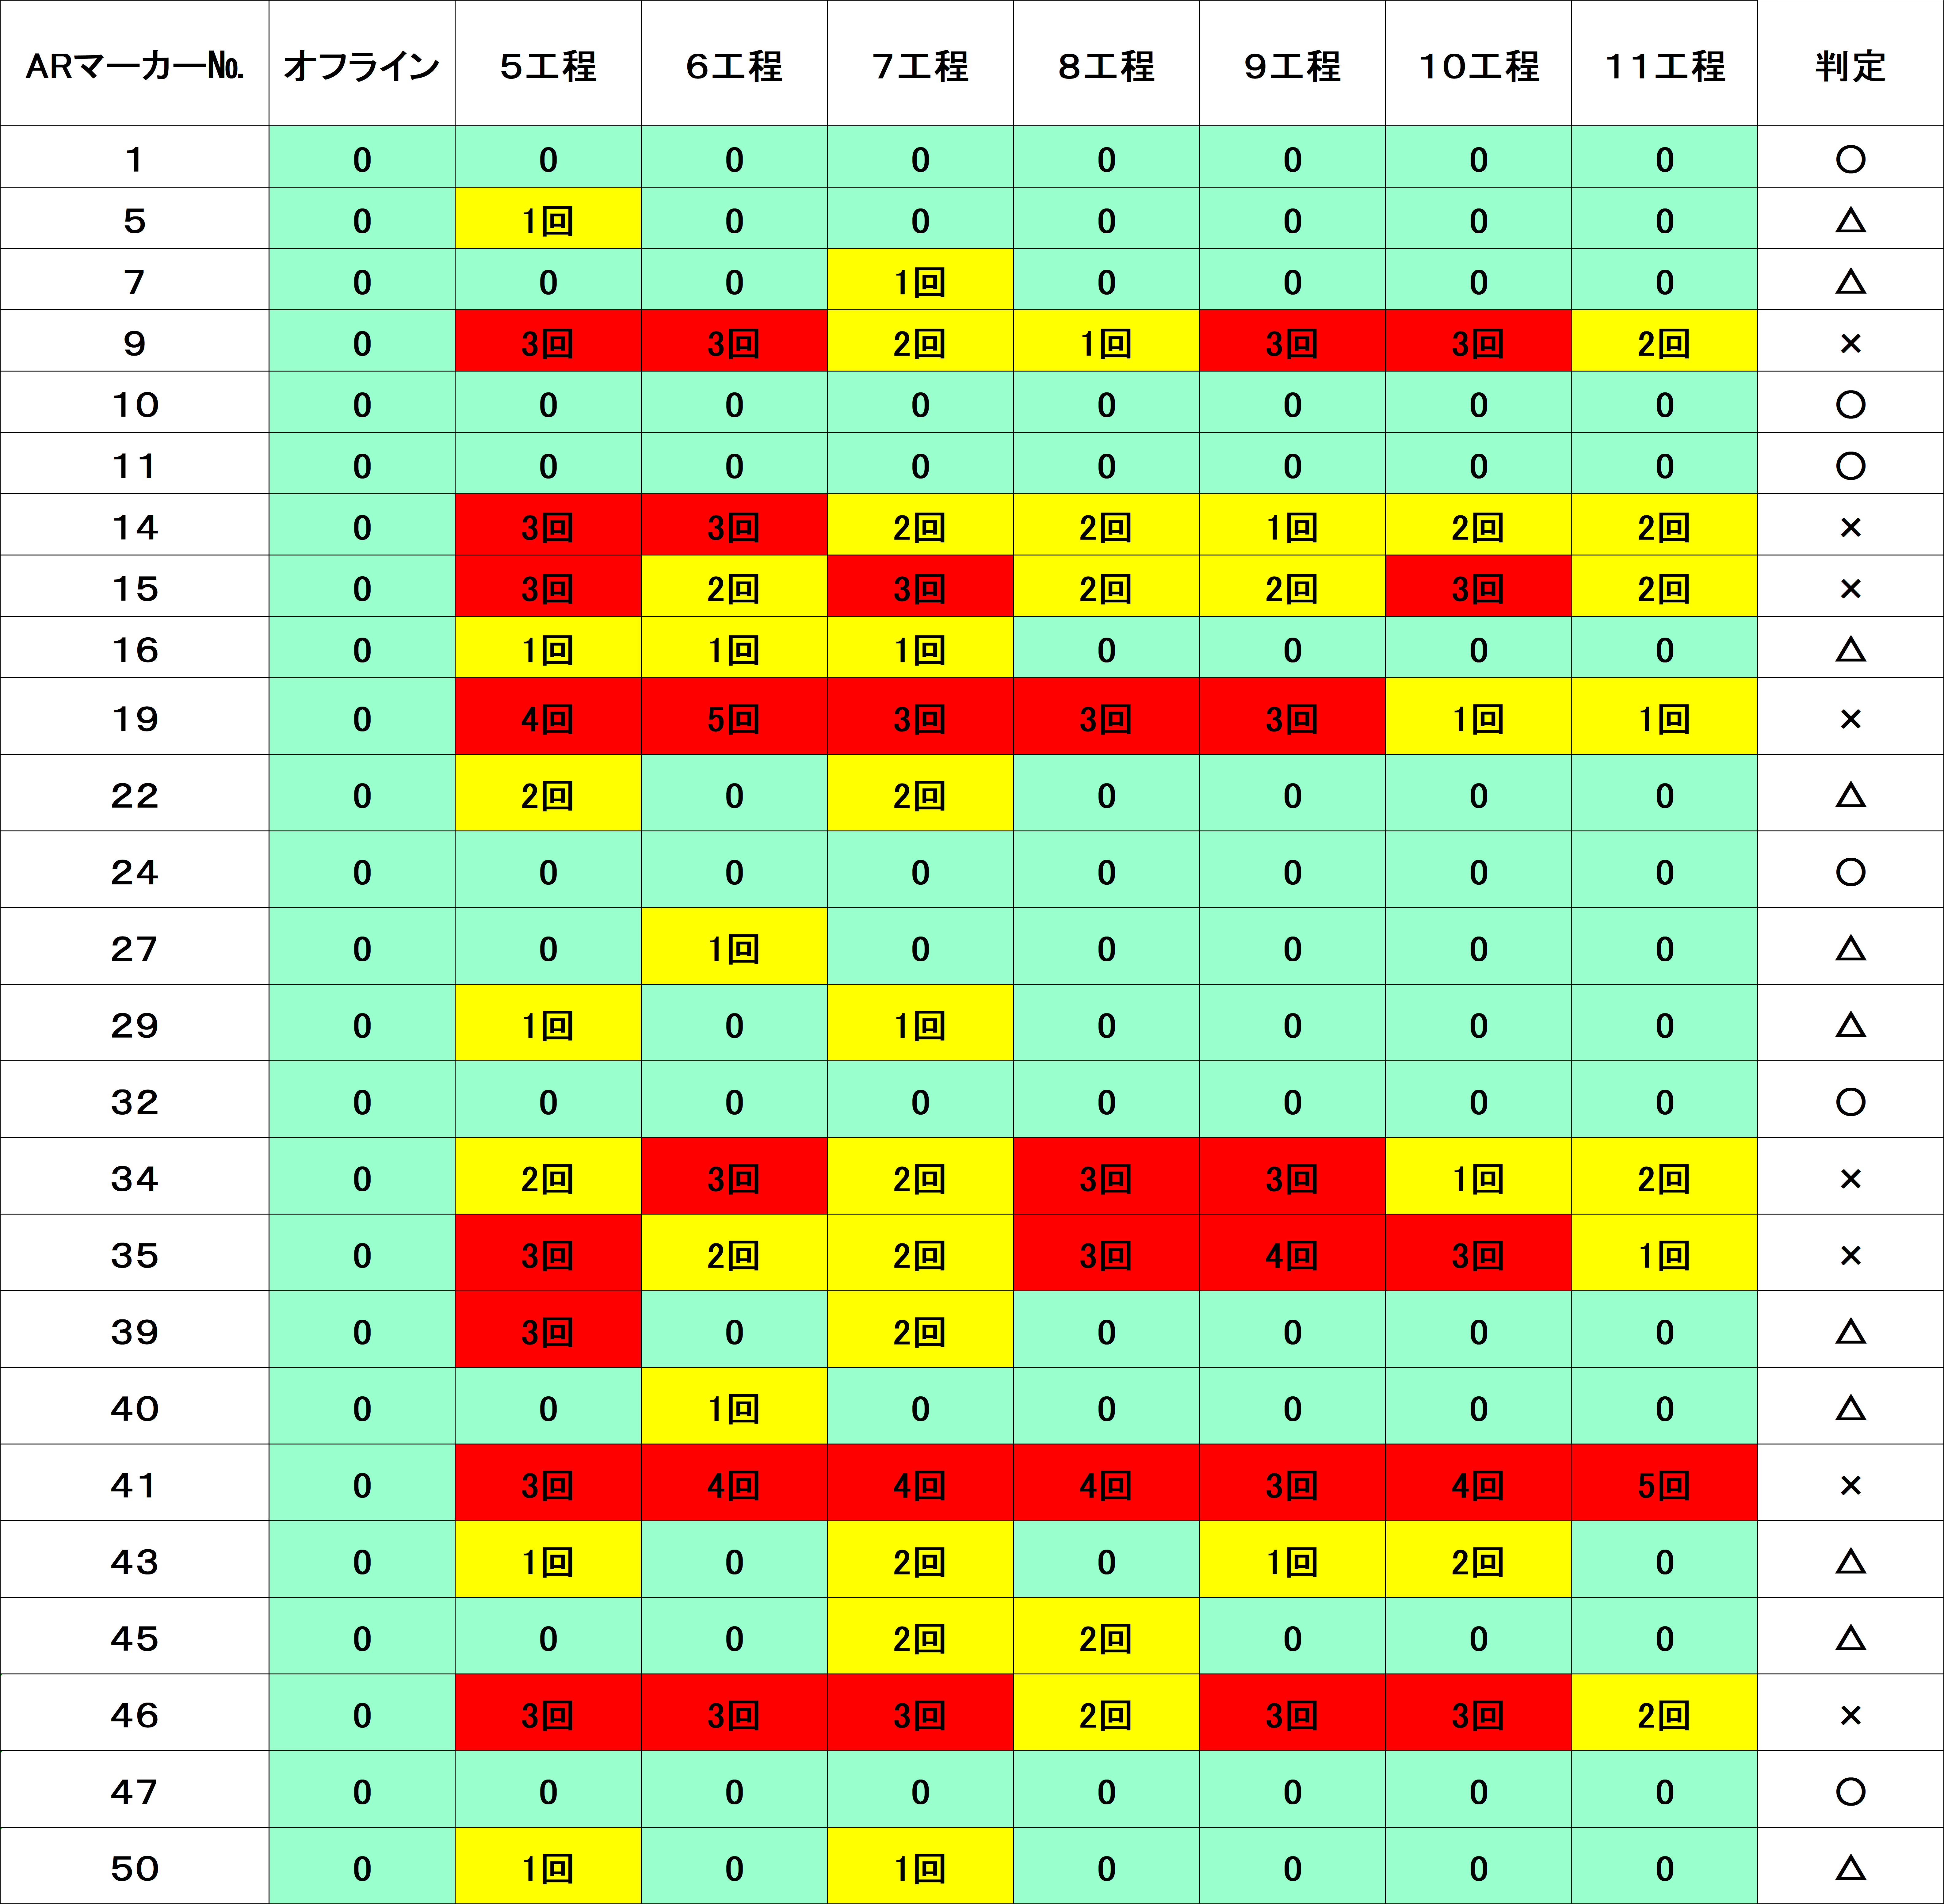 ARマーカー№ オフライン 5工程 6工程 7工程 8工程 9工程 10工程 11工程 判定
1 0 0 0 0 0 0 0 0 ○
5 0 1回 0 0 0 0 0 0 △
7 0 0 0 1回 0 0 0 0 △
9 0 3回 3回 2回 1回 3回 3回 2回 ×
10 0 0 0 0 0 0 0 0 ○
11 0 0 0 0 0 0 0 0 ○
14 0 3回 3回 2回 2回 1回 2回 2回 ×
15 0 3回 2回 3回 2回 2回 3回 2回 ×
16 0 1回 1回 1回 0 0 0 0 △
19 0 4回 5回 3回 3回 3回 1回 1回 ×
22 0 2回 0 2回 0 0 0 0 △
24 0 0 0 0 0 0 0 0 ○
27 0 0 1回 0 0 0 0 0 △
29 0 1回 0 1回 0 0 0 0 △
32 0 0 0 0 0 0 0 0 ○
34 0 2回 3回 2回 3回 3回 1回 2回 ×
35 0 3回 2回 2回 3回 4回 3回 1回 ×
39 0 3回 0 2回 0 0 0 0 △
40 0 0 1回 0 0 0 0 0 △
41 0 3回 4回 4回 4回 3回 4回 5回 ×
43 0 1回 0 2回 0 1回 2回 0 △
45 0 0 0 2回 2回 0 0 0 △
46 0 3回 3回 3回 2回 3回 3回 2回 ×
47 0 0 0 0 0 0 0 0 ○
50 0 1回 0 1回 0 0 0 0 △